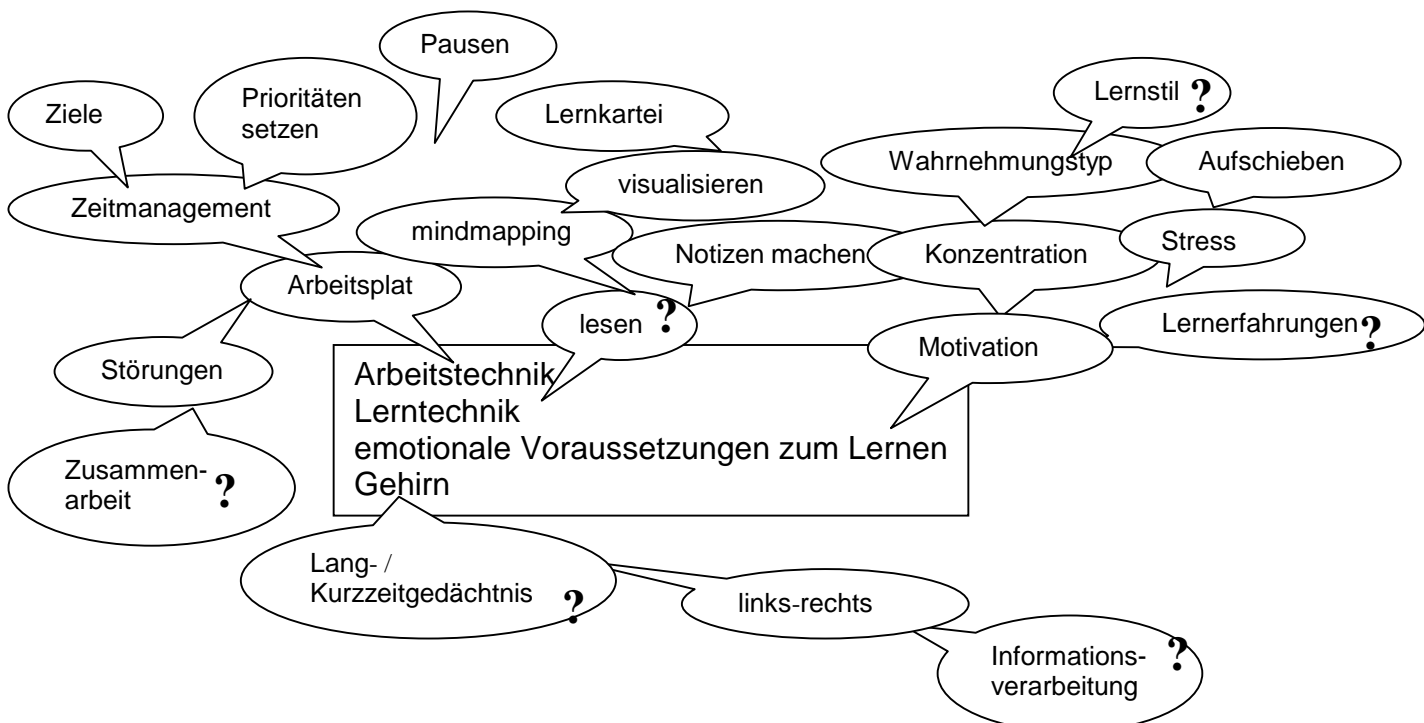 Pausen
Lernstil ?
Ziele
Prioritäten
setzen
Lernkartei
Wahrnehmungstyp
Aufschieben
visualisieren
Zeitmanagement
mindmapping
Notizen machen
Konzentration
Stress
Arbeitsplat
lesen ?
Lernerfahrungen ?
Motivation
Störungen
Arbeitstechnik
Lerntechnik
emotionale Voraussetzungen zum Lernen
Gehirn
Zusammen-
arbeit ?
Lang- /
Kurzzeitgedächtnis ?
links-rechts
Informations-
verarbeitung ?